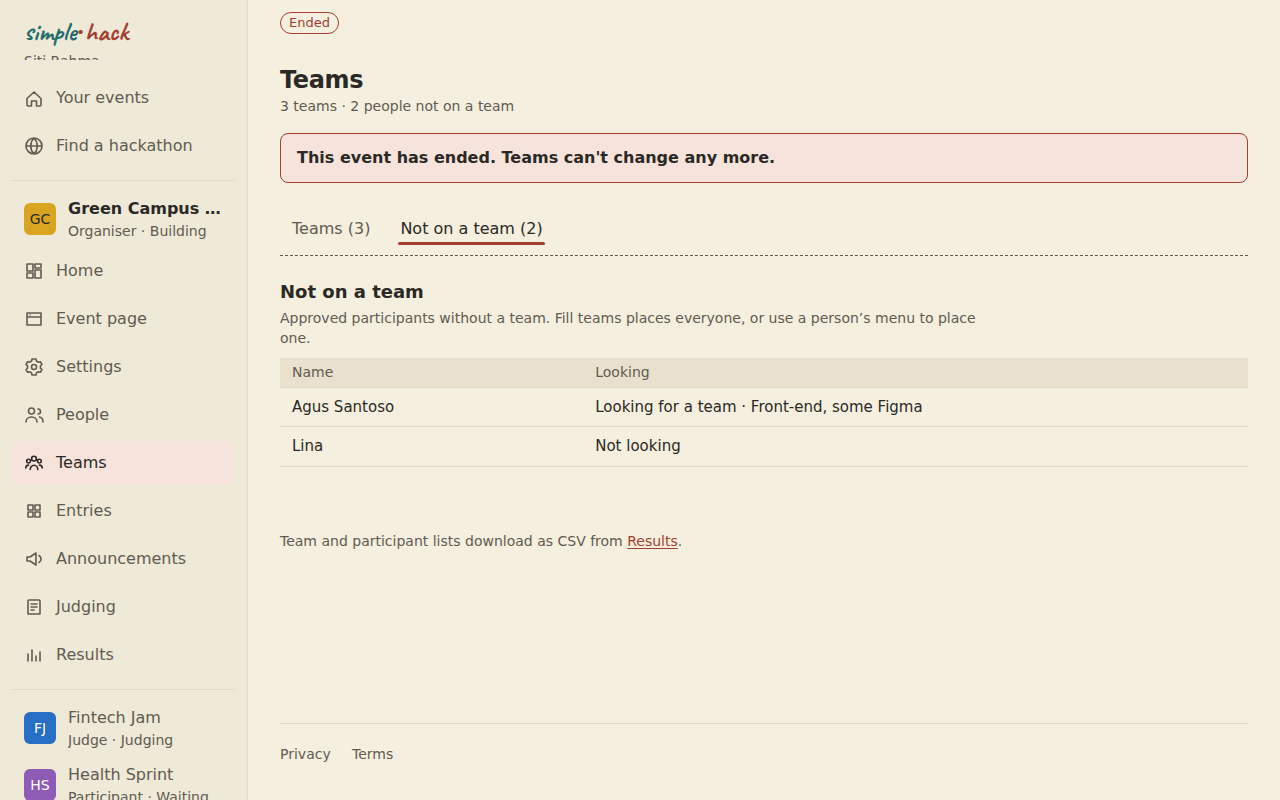 simple·hack
Siti Rahma
Your events
Find a hackathon
GC
Green Campus ...
Organiser · Building
Home
Event page
Settings
People
Teams
Entries
Announcements
Judging
Results
FJ
Fintech Jam
Judge · Judging
HS
Health Sprint
Participant · Waiting
Ended
Teams
3 teams · 2 people not on a team
This event has ended. Teams can't change any more.
Teams (3)
Not on a team (2)
Not on a team
Approved participants without a team. Fill teams places everyone, or use a person’s menu to place
one.
Name Looking
Agus Santoso Looking for a team · Front-end, some Figma
Lina Not looking
Team and participant lists download as CSV from Results.
Privacy Terms